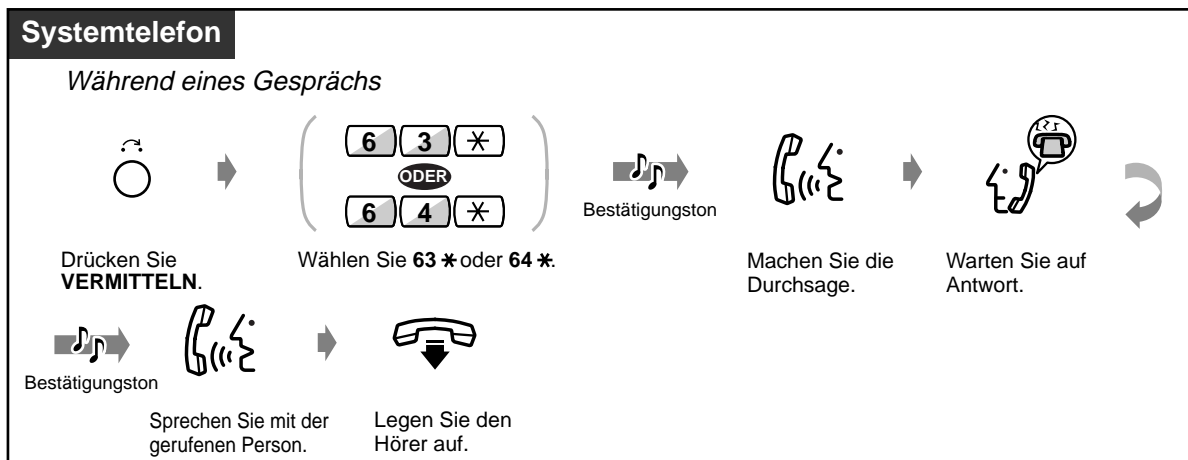 Systemtelefon
Während eines Gesprächs
6 3 *
ODER
6 4 *
Bestätigungston
Drücken Sie
VERMITTELN.
Wählen Sie 63 * oder 64 *.
Machen Sie die
Durchsage.
Warten Sie auf
Antwort.
Bestätigungston
Sprechen Sie mit der
gerufenen Person.
Legen Sie den
Hörer auf.